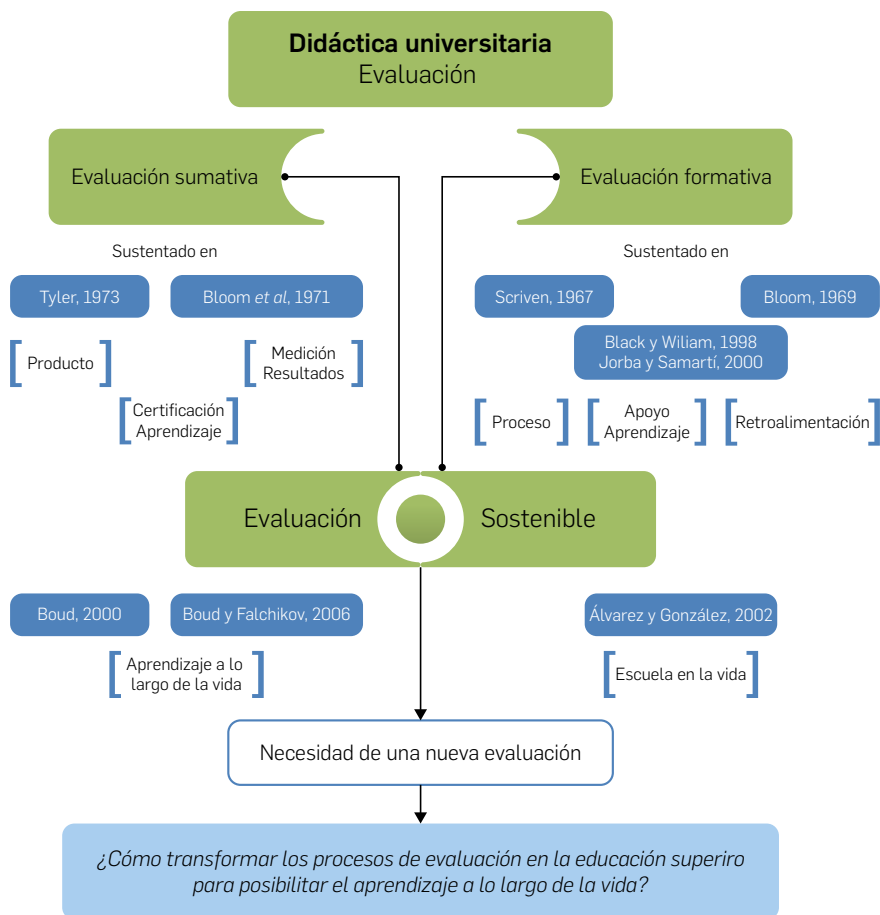 Didáctica universitaria
Evaluación
Evaluación sumativa
Evaluación formativa
Sustentado en
Sustentado en
Tyler, 1973
Bloom et al, 1971
Scriven, 1967
Bloom, 1969
Black y Wiliam, 1998
Jorba y Samartí, 2000
Producto
Medición
Resultados
Certificación
Aprendizaje
Proceso
Apoyo
Aprendizaje
Retroalimentación
Evaluación
Sostenible
Boud, 2000
Boud y Falchikov, 2006
Álvarez y González, 2002
Aprendizaje a lo
largo de la vida
Escuela en la vida
Necesidad de una nueva evaluación
¿Cómo transformar los procesos de evaluación en la educación superiro
para posibilitar el aprendizaje a lo largo de la vida?